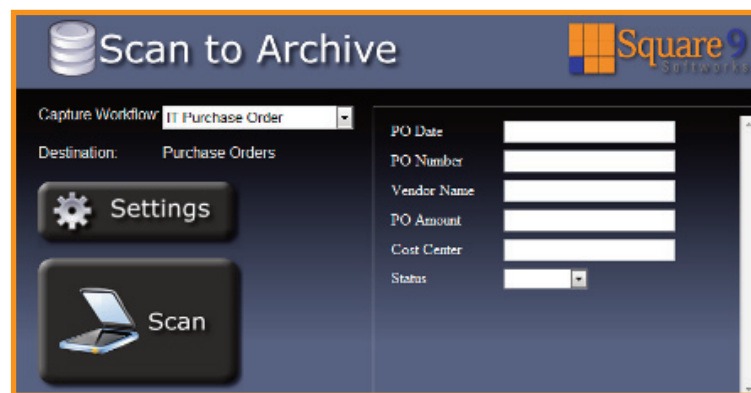 Scan to Archive
Square 9
Softworks
Capture Workflow: IT Purchase Order
Destination: Purchase Orders
Settings
Scan
PO Date
PO Number
Vendor Name
PO Amount
Cost Center
Status